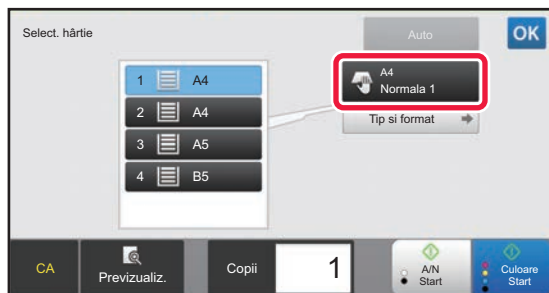 Select. hârtie
Auto
OK
1 A4
2 A4
3 A5
4 B5
A4
Normala 1
Tip si format
CA
Previzualiz.
Copii
1
A/N
Start
Culoare
Start